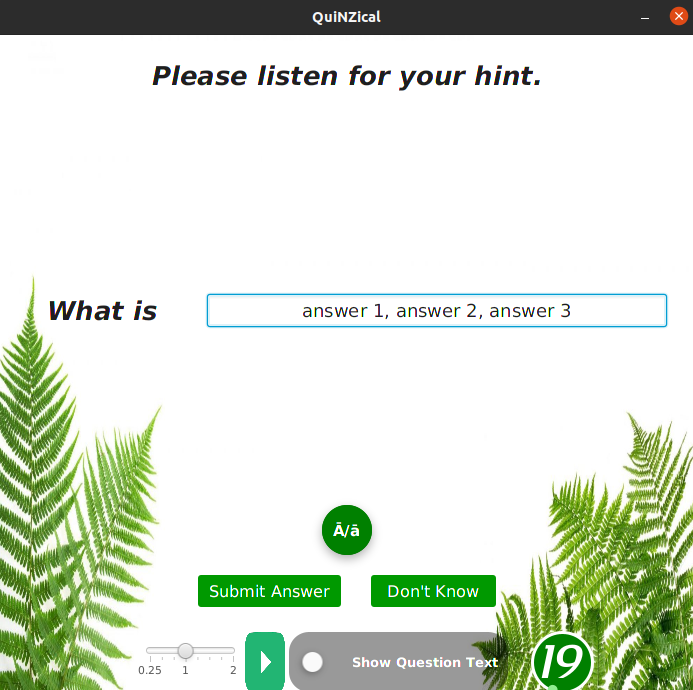 QuiNZical
Please listen for your hint.
What is answer 1, answer 2, answer 3
Ā/ā
Submit Answer Don't Know
0.25 1 2
Show Question Text
19